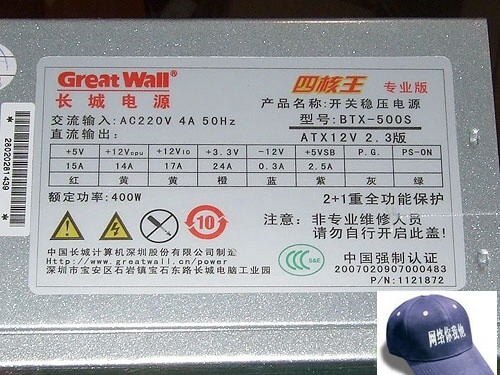 Great Wall®
长城电源
四核王 专业版
产品名称:开关稳压电源
交流输入:AC220V 4A 50Hz
型号:BTX-500S
直流输出:
ATX12V 2.3版
+5V +12Vcpu +12VIO +3.3V -12V +5VSB P.G. PS-ON
15A 14A 17A 24A 0.3A 2.5A
红 黄 黄 橙 蓝 紫 灰 绿
额定功率:400W
2+1重全功能保护
10
注意: 非专业维修人员
请勿自行开启此盖!
中国长城计算机深圳股份有限公司制造
Http://www.greatwall.cn/power
深圳市宝安区石岩镇宝石东路长城电脑工业园
CCC S&E
中国强制认证
2007020907000483
P/N:1121872
*28020281439*
网络你我他